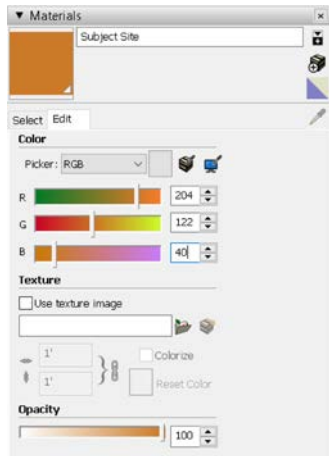 Materials
Subject Site
Select Edit
Color
Picker: RGB
R 204
G 122
B 40
Texture
Use texture image
1' Colorize
1' Reset Color
Opacity
100